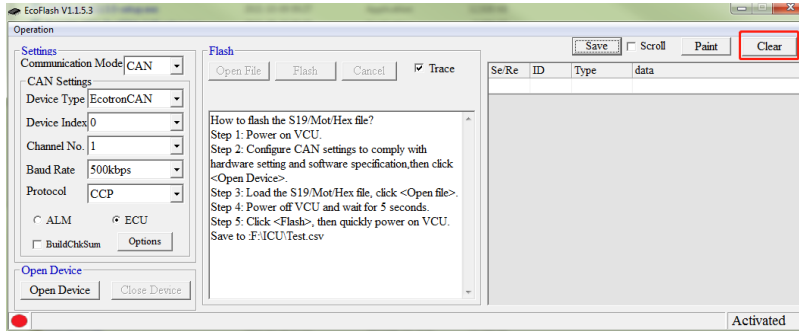 EcoFlash V1.1.5.3
Operation
Settings
Communication Mode CAN
CAN Settings
Device Type EcotronCAN
Device Index 0
Channel No. 1
Baud Rate 500kbps
Protocol CCP
ALM ECU
BuildChkSum Options
Open Device
Open Device Close Device
Flash
Open File Flash Cancel Trace
How to flash the S19/Mot/Hex file?
Step 1: Power on VCU.
Step 2: Configure CAN settings to comply with
hardware setting and software specification,then click
<Open Device>.
Step 3: Load the S19/Mot/Hex file, click <Open file>.
Step 4: Power off VCU and wait for 5 seconds.
Step 5: Click <Flash>, then quickly power on VCU.
Save to :F:\ICU\Test.csv
Save Scroll Paint Clear
Se/Re ID Type data
Activated